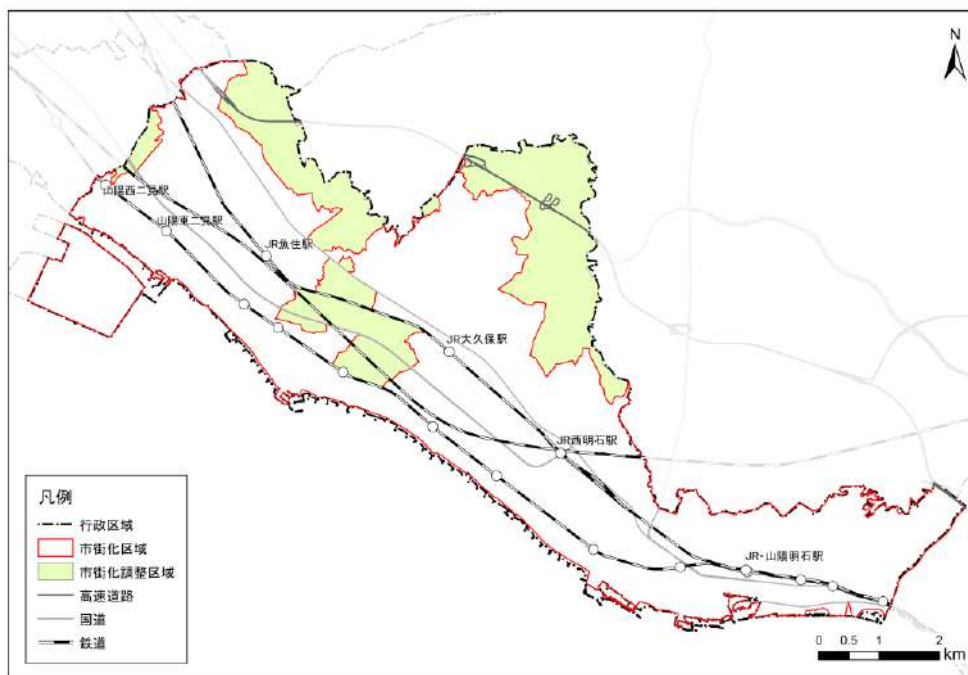 N
山陽西二見駅
山陽東二見駅
JR魚住駅
JR大久保駅
JR西明石駅
JR・山陽明石駅
凡例
行政区域
市街化区域
市街化調整区域
高速道路
国道
鉄道
0 0.5 1 2
km